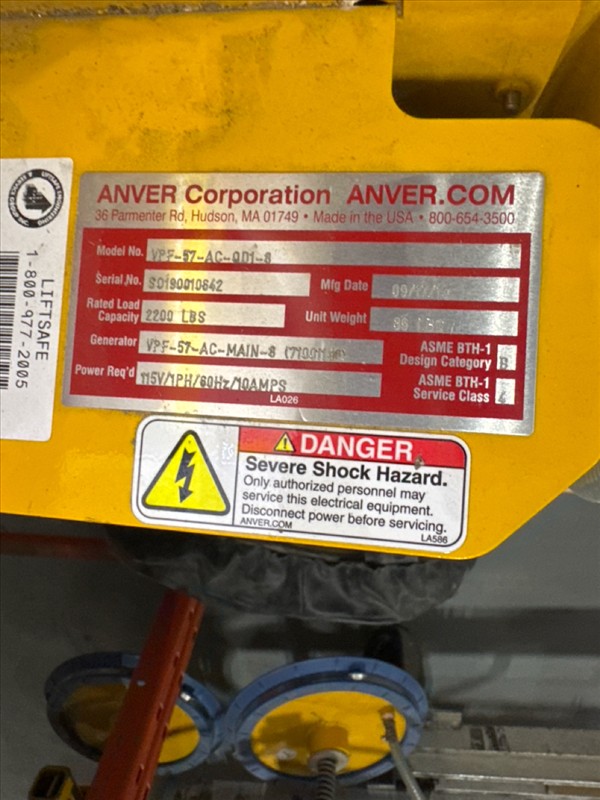 ANVER Corporation ANVER.COM
36 Parmenter Rd, Hudson, MA 01749 • Made in the USA • 800-654-3500
Model No. VPF-57-AC-QD1-8
Serial No. SO190010642 Mfg Date
Rated Load Capacity 2200 LBS Unit Weight
Generator VPF-57-AC-MAIN-8 ASME BTH-1 Design Category B
Power Req'd 115V/1PH/60Hz/10AMPS ASME BTH-1 Service Class
LA026
DANGER
Severe Shock Hazard.
Only authorized personnel may
service this electrical equipment.
Disconnect power before servicing.
ANVER.COM
LA586
LIFTSAFE
1-800-977-2005